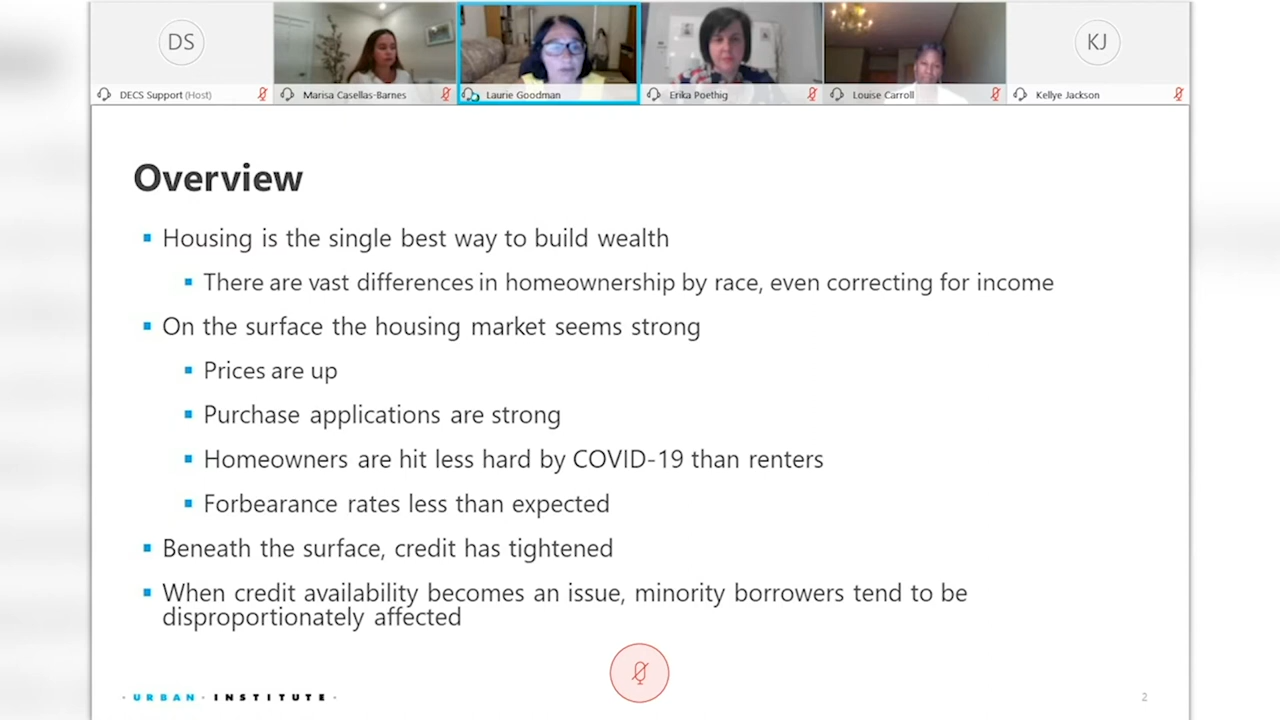 DS
KJ
DECS Support (Host)
Marisa Casellas-Barnes
Laurie Goodman
Erika Poethig
Louise Carroll
Kellye Jackson
Overview
Housing is the single best way to build wealth
There are vast differences in homeownership by race, even correcting for income
On the surface the housing market seems strong
Prices are up
Purchase applications are strong
Homeowners are hit less hard by COVID-19 than renters
Forbearance rates less than expected
Beneath the surface, credit has tightened
When credit availability becomes an issue, minority borrowers tend to be
disproportionately affected
· URBAN · INSTITUTE ·
2